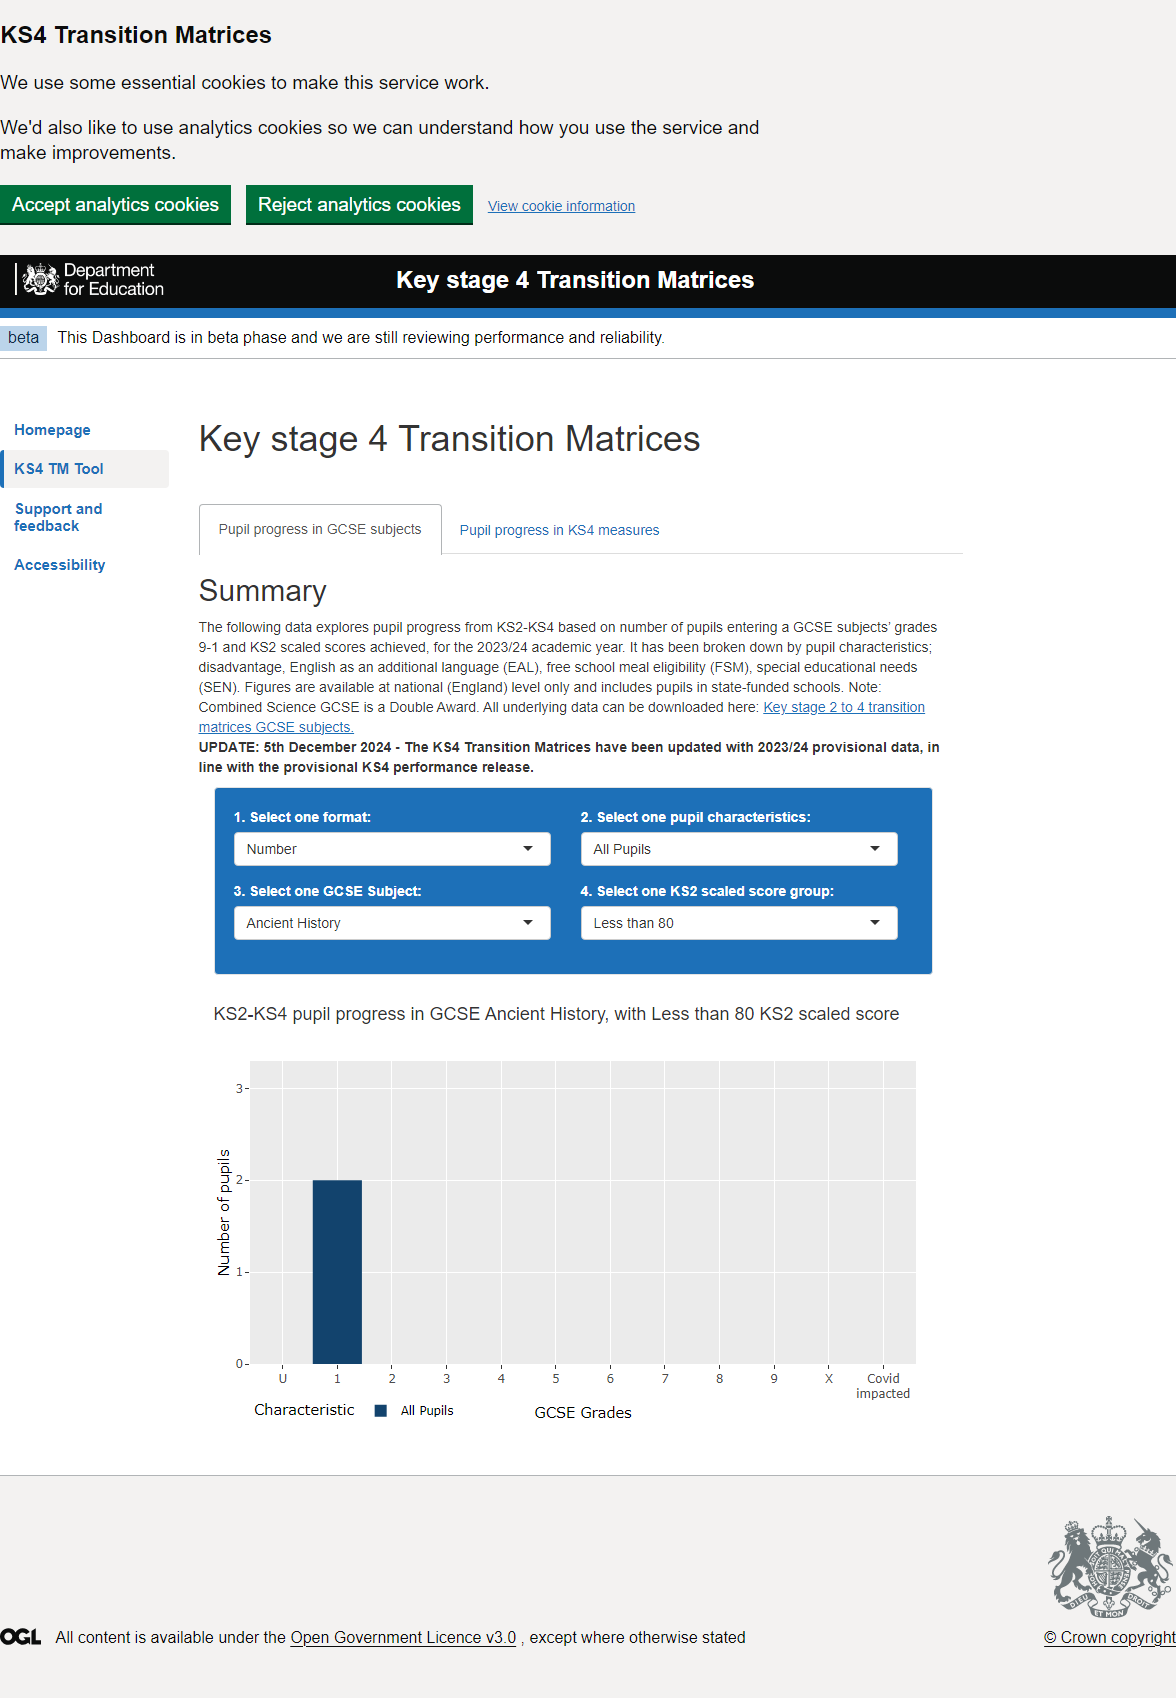 KS4 Transition Matrices
We use some essential cookies to make this service work.
We'd also like to use analytics cookies so we can understand how you use the service and
make improvements.
Accept analytics cookies Reject analytics cookies View cookie information
Department
for Education
Key stage 4 Transition Matrices
beta This Dashboard is in beta phase and we are still reviewing performance and reliability.
Homepage
KS4 TM Tool
Support and
feedback
Accessibility
Key stage 4 Transition Matrices
Pupil progress in GCSE subjects Pupil progress in KS4 measures
Summary
The following data explores pupil progress from KS2-KS4 based on number of pupils entering a GCSE subjects’ grades
9-1 and KS2 scaled scores achieved, for the 2023/24 academic year. It has been broken down by pupil characteristics;
disadvantage, English as an additional language (EAL), free school meal eligibility (FSM), special educational needs
(SEN). Figures are available at national (England) level only and includes pupils in state-funded schools. Note:
Combined Science GCSE is a Double Award. All underlying data can be downloaded here: Key stage 2 to 4 transition
matrices GCSE subjects.
UPDATE: 5th December 2024 - The KS4 Transition Matrices have been updated with 2023/24 provisional data, in
line with the provisional KS4 performance release.
1. Select one format: 2. Select one pupil characteristics:
Number All Pupils
3. Select one GCSE Subject: 4. Select one KS2 scaled score group:
Ancient History Less than 80
KS2-KS4 pupil progress in GCSE Ancient History, with Less than 80 KS2 scaled score
Number of pupils
3
2
1
0
U 1 2 3 4 5 6 7 8 9 X Covid
impacted
Characteristic All Pupils GCSE Grades
OGL All content is available under the Open Government Licence v3.0 , except where otherwise stated
© Crown copyright